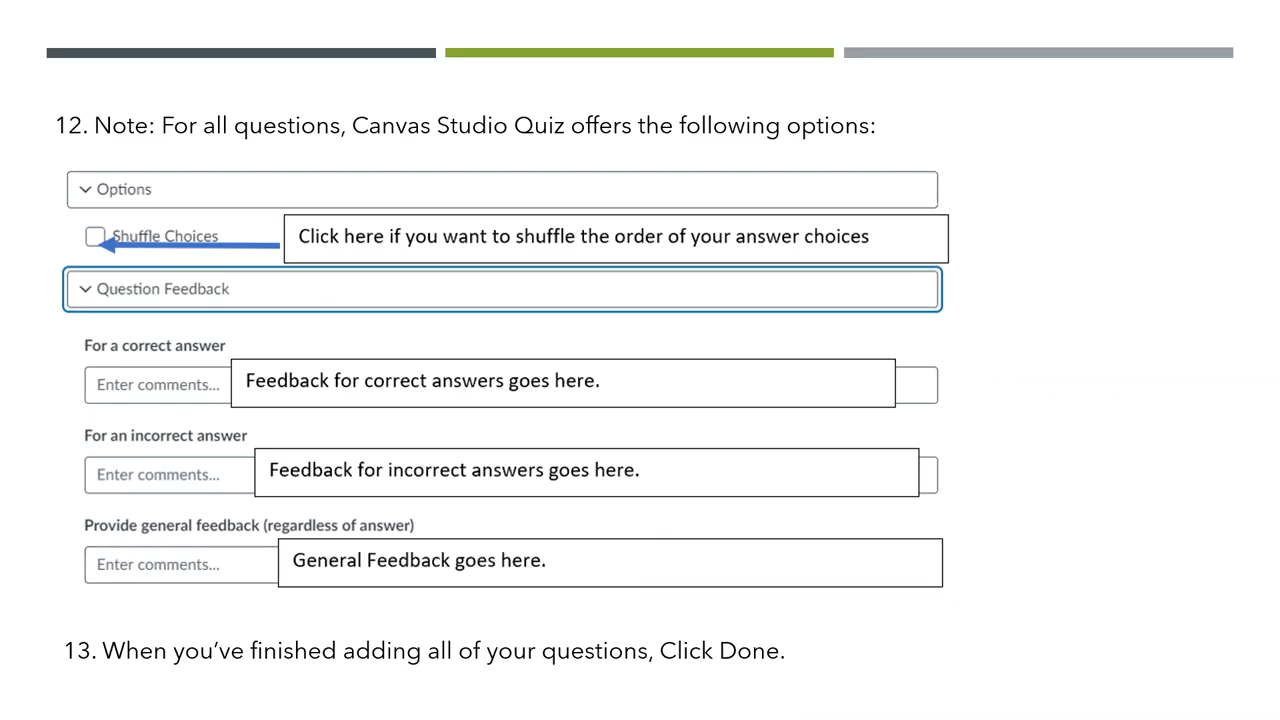 12. Note: For all questions, Canvas Studio Quiz offers the following options:
Options
Shuffle Choices
Click here if you want to shuffle the order of your answer choices
Question Feedback
For a correct answer
Enter comments...
Feedback for correct answers goes here.
For an incorrect answer
Enter comments...
Feedback for incorrect answers goes here.
Provide general feedback (regardless of answer)
Enter comments...
General Feedback goes here.
13. When you’ve finished adding all of your questions, Click Done.